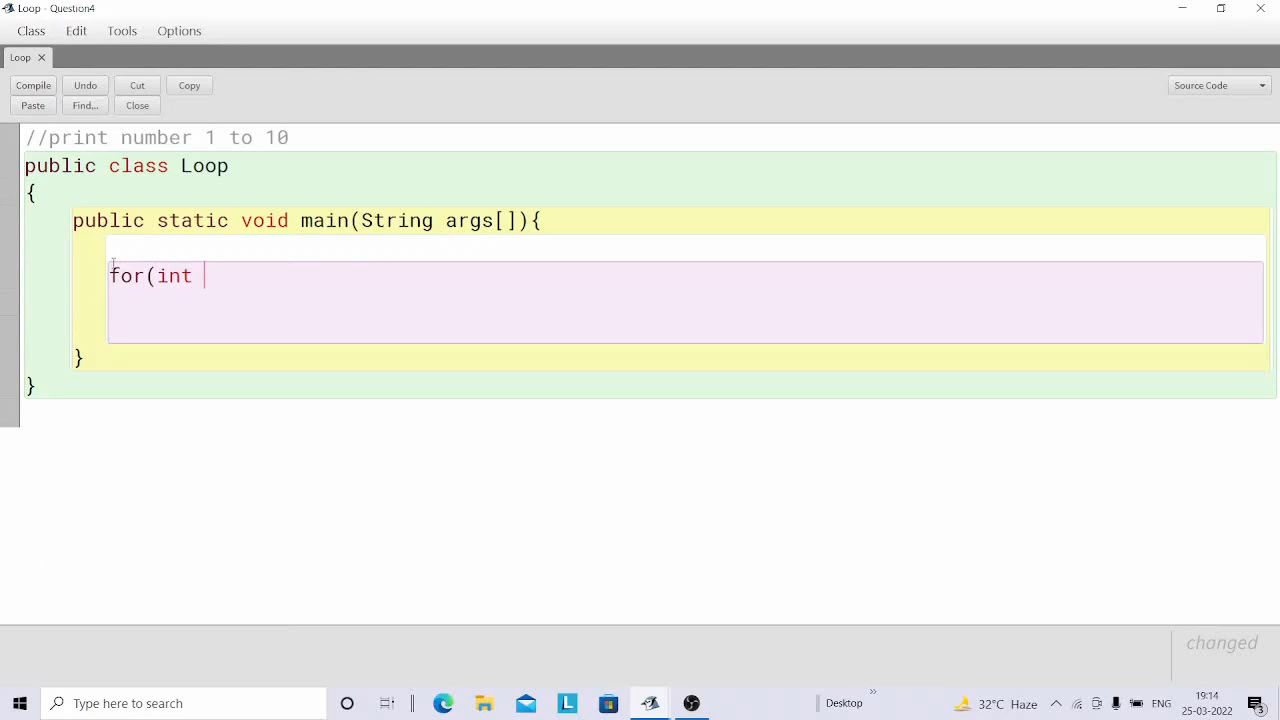 Loop - Question4
Class Edit Tools Options
Loop
Compile Undo Cut Copy
Source Code
Paste Find... Close
//print number 1 to 10
public class Loop
{
public static void main(String args[]){
for(int
}
}
changed
Type here to search
Desktop
32°C Haze
ENG
19:14
25-03-2022
3